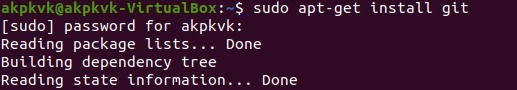 akpkvk@akpkvk-VirtualBox:~$ sudo apt-get install git
[sudo] password for akpkvk:
Reading package lists... Done
Building dependency tree
Reading state information... Done